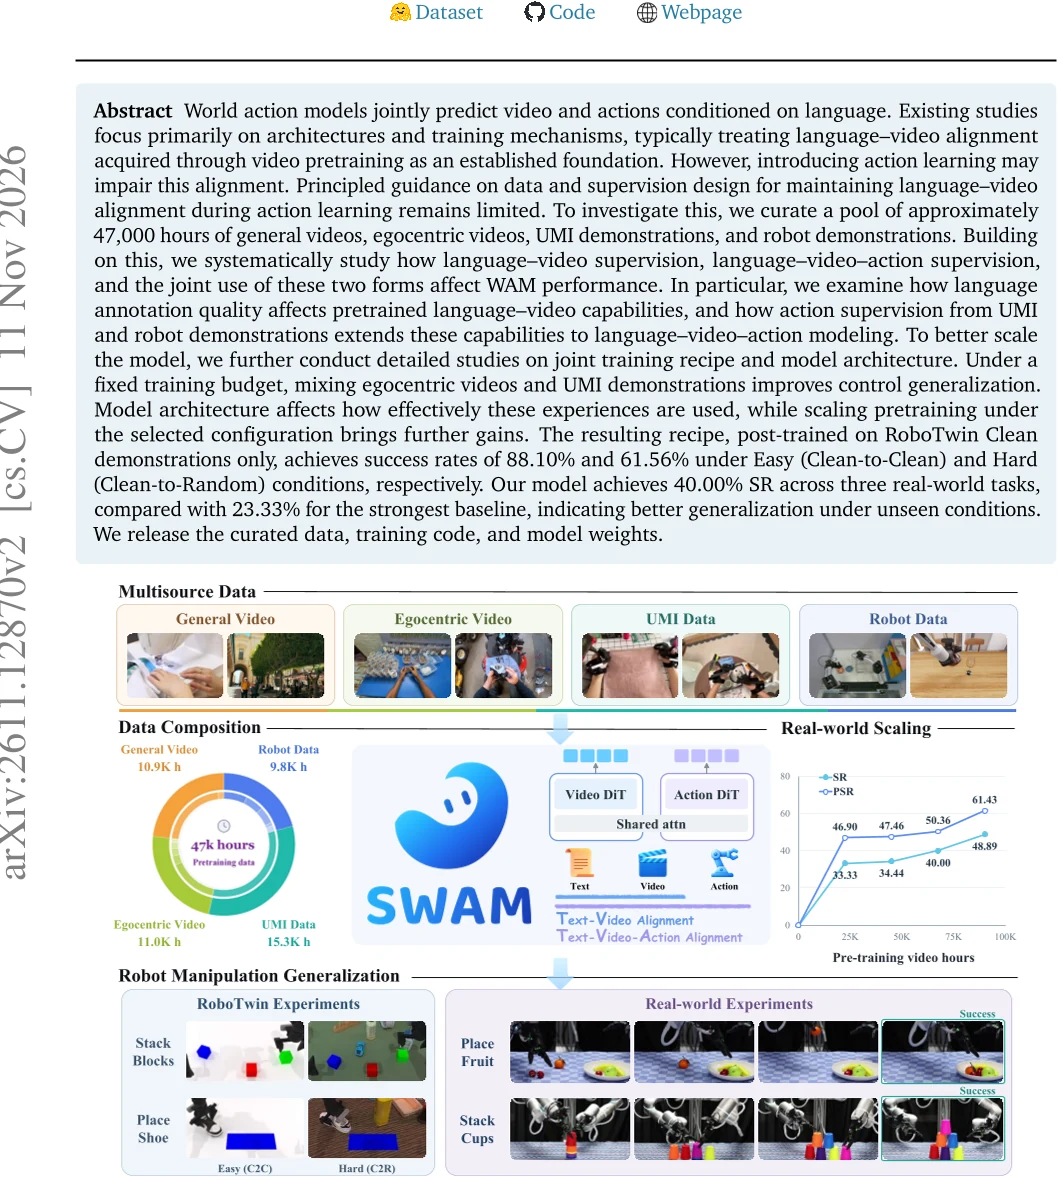 Dataset Code Webpage
arXiv:2611.12870v2 [cs.CV] 11 Nov 2026
Abstract World action models jointly predict video and actions conditioned on language. Existing studies
focus primarily on architectures and training mechanisms, typically treating language–video alignment
acquired through video pretraining as an established foundation. However, introducing action learning may
impair this alignment. Principled guidance on data and supervision design for maintaining language–video
alignment during action learning remains limited. To investigate this, we curate a pool of approximately
47,000 hours of general videos, egocentric videos, UMI demonstrations, and robot demonstrations. Building
on this, we systematically study how language–video supervision, language–video–action supervision,
and the joint use of these two forms affect WAM performance. In particular, we examine how language
annotation quality affects pretrained language–video capabilities, and how action supervision from UMI
and robot demonstrations extends these capabilities to language–video–action modeling. To better scale
the model, we further conduct detailed studies on joint training recipe and model architecture. Under a
fixed training budget, mixing egocentric videos and UMI demonstrations improves control generalization.
Model architecture affects how effectively these experiences are used, while scaling pretraining under
the selected configuration brings further gains. The resulting recipe, post-trained on RoboTwin Clean
demonstrations only, achieves success rates of 88.10% and 61.56% under Easy (Clean-to-Clean) and Hard
(Clean-to-Random) conditions, respectively. Our model achieves 40.00% SR across three real-world tasks,
compared with 23.33% for the strongest baseline, indicating better generalization under unseen conditions.
We release the curated data, training code, and model weights.
Multisource Data
General Video
Egocentric Video
UMI Data
Robot Data
Data Composition
General Video
10.9K h
Robot Data
9.8K h
47k hours
Pretraining data
Egocentric Video
11.0K h
UMI Data
15.3K h
SWAM
Video DiT
Action DiT
Shared attn
Text
Video
Action
Text-Video Alignment
Text-Video-Action Alignment
Real-world Scaling
SR
PSR
80
60
40
20
0
61.43
46.90
47.46
50.36
33.33
34.44
40.00
48.89
0
25K
50K
75K
100K
Pre-training video hours
Robot Manipulation Generalization
RoboTwin Experiments
Stack
Blocks
Place
Shoe
Easy (C2C)
Hard (C2R)
Real-world Experiments
Place
Fruit
Success
Stack
Cups
Success